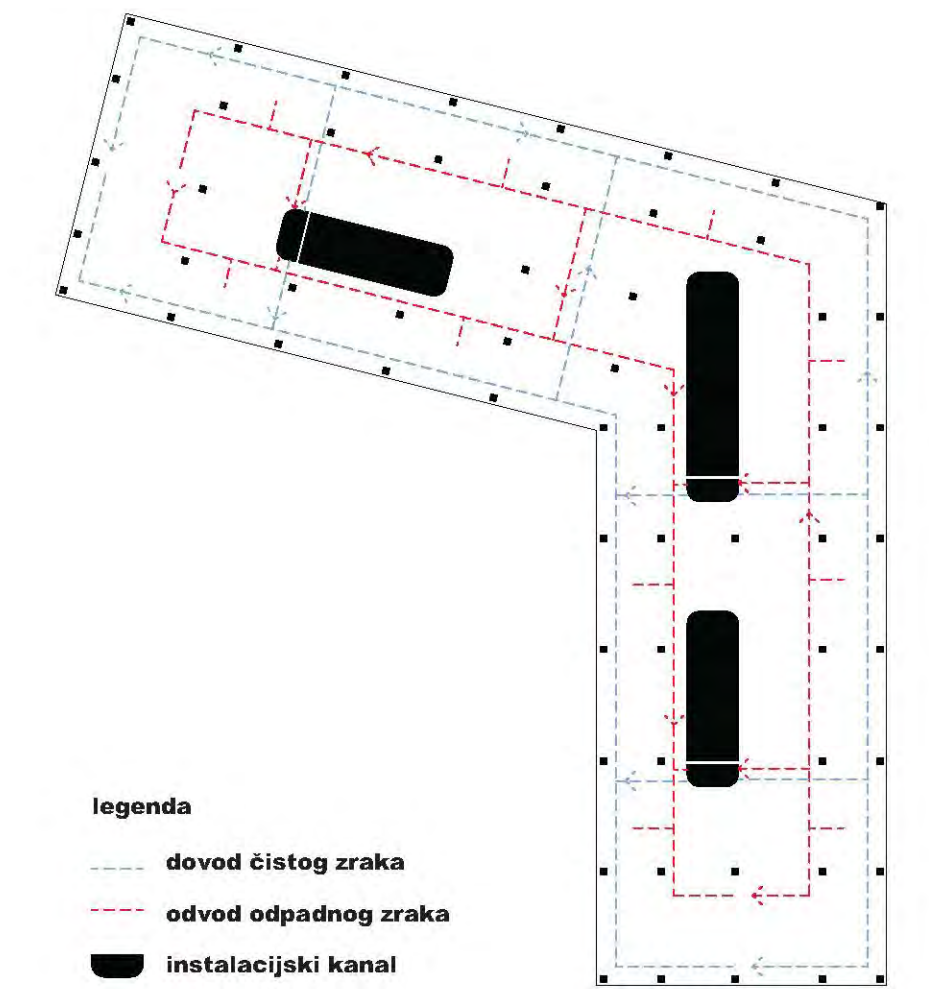 legenda
dovod čistog zraka
odvod odpadnog zraka
instalacijski kanal